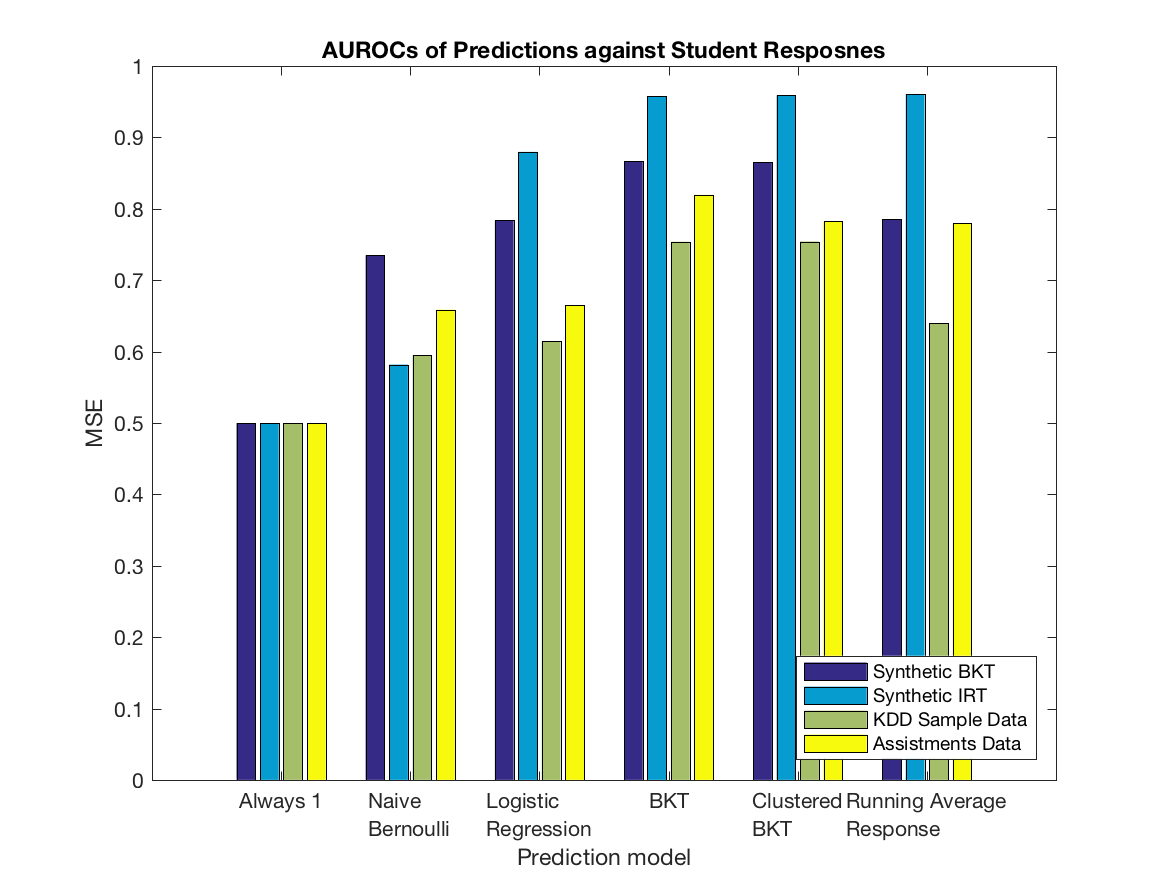 AUROCs of Predictions against Student Resposnes
1
0.9
0.8
0.7
0.6
0.5
0.4
0.3
0.2
0.1
0
MSE
Synthetic BKT
Synthetic IRT
KDD Sample Data
Assistments Data
Always 1
Naive
Bernoulli
Logistic
Regression
BKT
Clustered
BKT
Running Average
Response
Prediction model